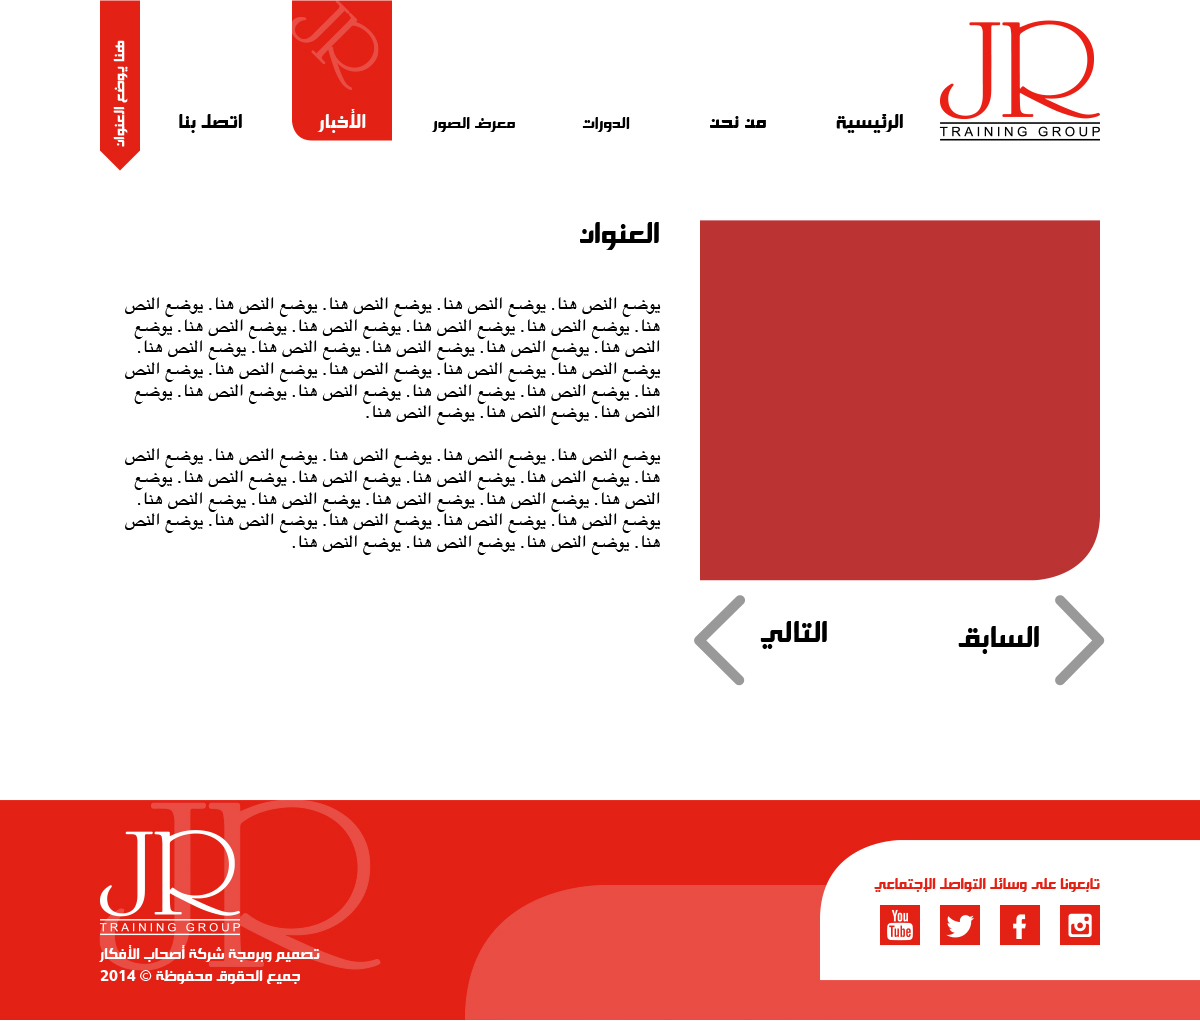 JR
TRAINING GROUP
الرئيسية
من نحن
الدورات
معرض الصور
الأخبار
اتصل بنا
هنا يوضع العنوان
العنوان
يوضع النص هنا. يوضع النص هنا. يوضع النص هنا. يوضع النص هنا. يوضع النص
هنا. يوضع النص هنا. يوضع النص هنا. يوضع النص هنا. يوضع النص هنا. يوضع
النص هنا. يوضع النص هنا. يوضع النص هنا. يوضع النص هنا. يوضع النص هنا.
يوضع النص هنا. يوضع النص هنا. يوضع النص هنا. يوضع النص هنا. يوضع النص
هنا. يوضع النص هنا. يوضع النص هنا. يوضع النص هنا. يوضع النص هنا. يوضع
النص هنا. يوضع النص هنا. يوضع النص هنا.
يوضع النص هنا. يوضع النص هنا. يوضع النص هنا. يوضع النص هنا. يوضع النص
هنا. يوضع النص هنا. يوضع النص هنا. يوضع النص هنا. يوضع النص هنا. يوضع
النص هنا. يوضع النص هنا. يوضع النص هنا. يوضع النص هنا. يوضع النص هنا.
يوضع النص هنا. يوضع النص هنا. يوضع النص هنا. يوضع النص هنا. يوضع النص
هنا. يوضع النص هنا. يوضع النص هنا. يوضع النص هنا.
السابق
التالي
تابعونا على وسائل التواصل الإجتماعي
You
Tube
JR
TRAINING GROUP
تصميم وبرمجة شركة أصحاب الأفكار
جميع الحقوق محفوظة © 2014